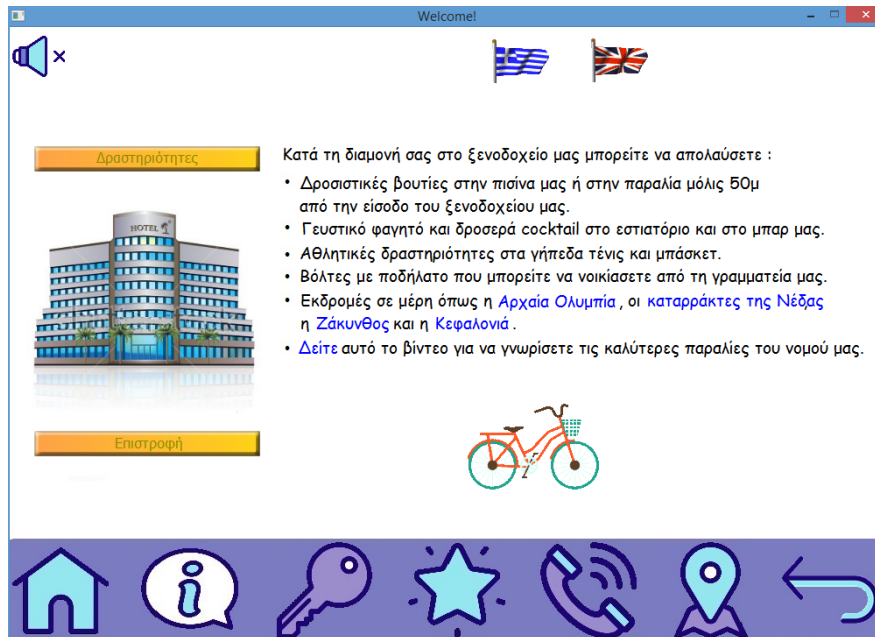 Welcome!
Δραστηριότητες
HOTEL
Επιστροφή
Κατά τη διαμονή σας στο ξενοδοχείο μας μπορείτε να απολαύσετε :
• Δροσιστικές βουτίες στην πισίνα μας ή στην παραλία μόλις 50μ
από την είσοδο του ξενοδοχείου μας.
• Γευστικό φαγητό και δροσερά cocktail στο εστιατόριο και στο μπαρ μας.
• Αθλητικές δραστηριότητες στα γήπεδα τένις και μπάσκετ.
• Βόλτες με ποδήλατο που μπορείτε να νοικίασετε από τη γραμματεία μας.
• Εκδρομές σε μέρη όπως η Αρχαία Ολυμπία , οι καταρράκτες της Νέδας
η Ζάκυνθος και η Κεφαλονιά .
• Δείτε αυτό το βίντεο για να γνωρίσετε τις καλύτερες παραλίες του νομού μας.